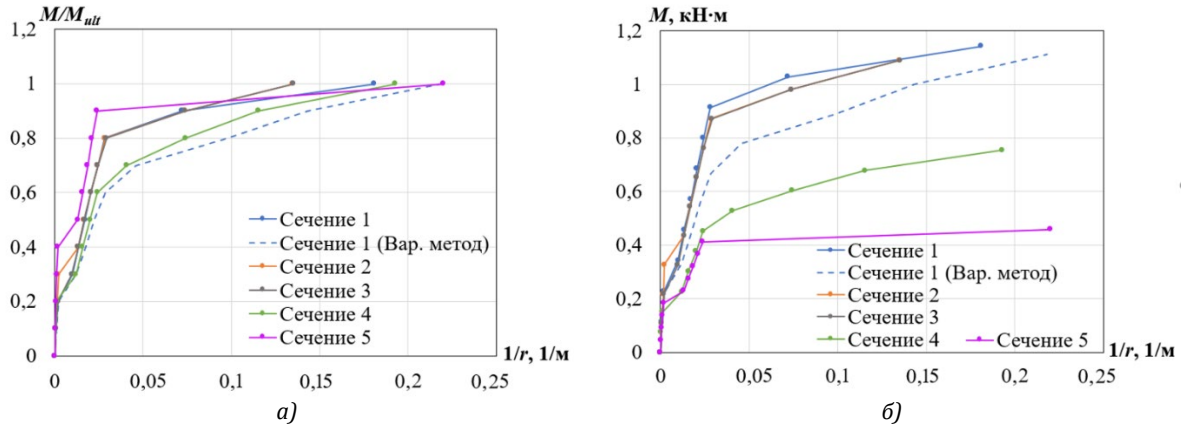 M/Mult
1,2
1
0,8
0,6
0,4
0,2
0
0
0,05
0,1
0,15
0,2
0,25
1/r, 1/м
Сечение 1
Сечение 1 (Вар. метод)
Сечение 2
Сечение 3
Сечение 4
Сечение 5
а)
M, кН·м
1,2
1
0,8
0,6
0,4
0,2
0
0
0,05
0,1
0,15
0,2
0,25
1/r, 1/м
Сечение 1
Сечение 1 (Вар. метод)
Сечение 2
Сечение 3
Сечение 4
Сечение 5
б)